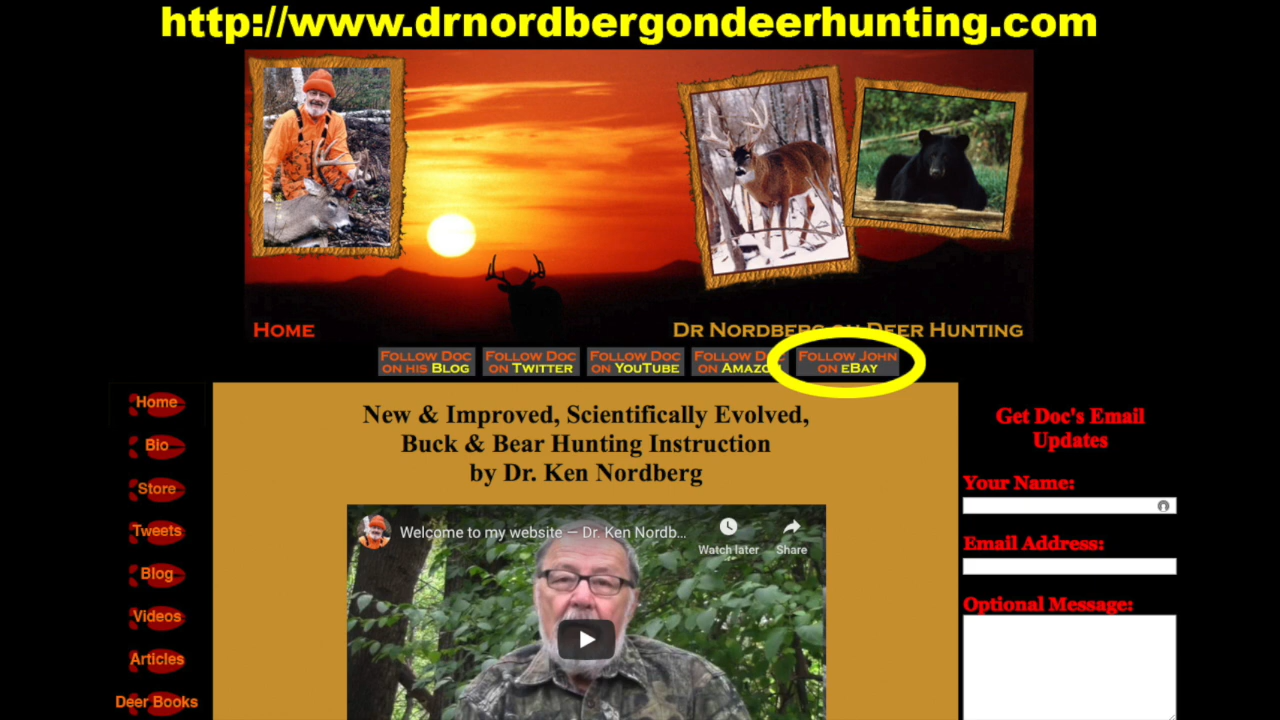 http://www.drnordbergondeerhunting.com
Home
Dr Nordberg on Deer Hunting
Follow Doc
on his Blog
Follow Doc
on Twitter
Follow Doc
on YouTube
Follow Doc
on Amazon
Follow John
on eBay
Home
Bio
Store
Tweets
Blog
Videos
Articles
Deer Books
New & Improved, Scientifically Evolved,
Buck & Bear Hunting Instruction
by Dr. Ken Nordberg
Welcome to my website – Dr. Ken Nordb...
Watch later
Share
Get Doc's Email
Updates
Your Name:
Email Address:
Optional Message: